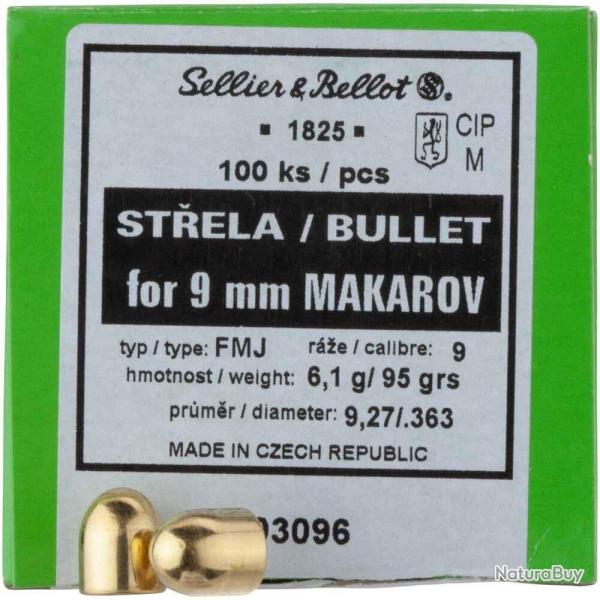 Sellier & Bellot S&B.
▪ 1825 ▪
CIP
M
100 ks / pcs
STŘELA / BULLET
for 9 mm MAKAROV
typ / type: FMJ ráže / calibre: 9
hmotnost / weight: 6,1 g/ 95 grs
průměr / diameter: 9,27/.363
MADE IN CZECH REPUBLIC
03096
NaturaBuy